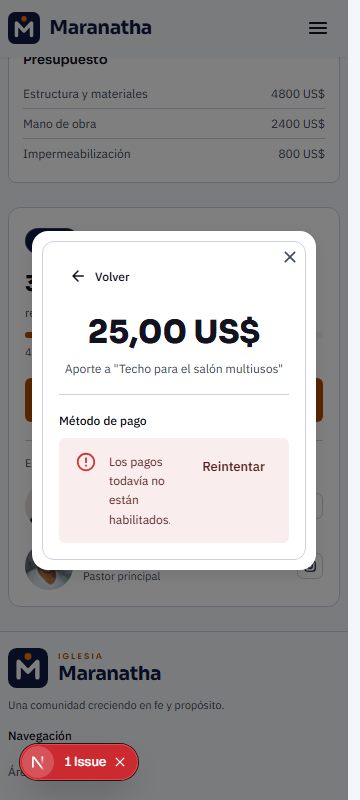 Maranatha
Presupuesto
Estructura y materiales 4800 US$
Mano de obra 2400 US$
Impermeabilización 800 US$
Volver
25,00 US$
Aporte a "Techo para el salón multiusos"
Método de pago
Los pagos
todavía no
están
habilitados.
Reintentar
Pastor principal
IGLESIA
Maranatha
Una comunidad creciendo en fe y propósito.
Navegación
1 Issue